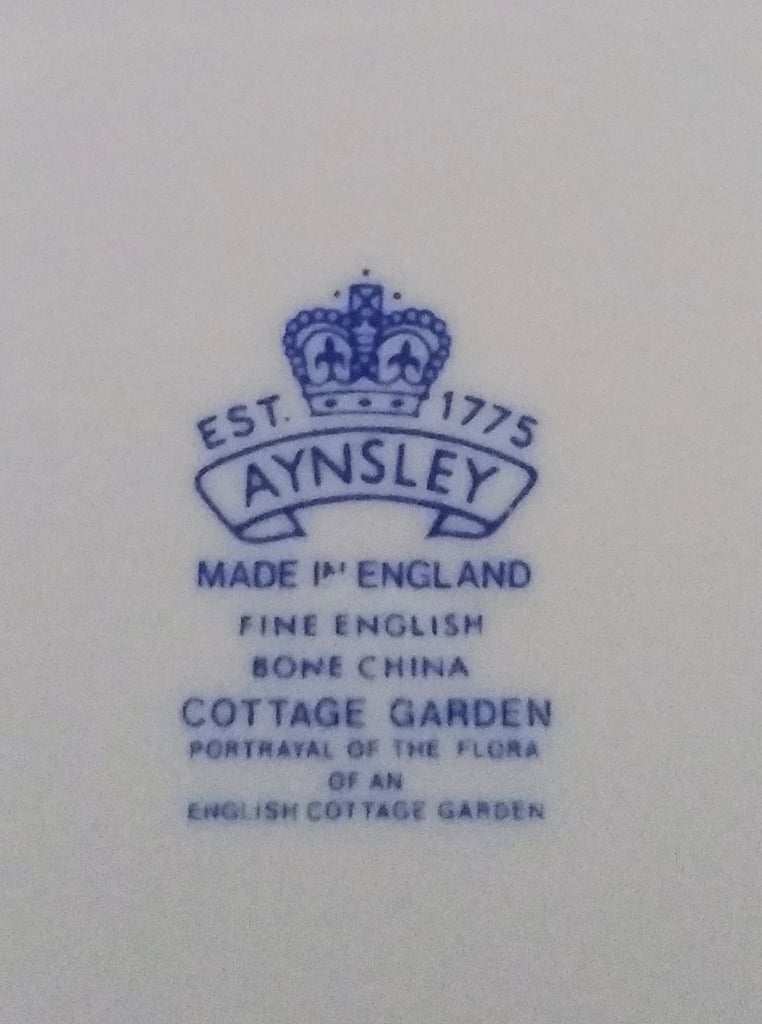 EST. 1775
AYNSLEY
MADE IN ENGLAND
FINE ENGLISH
BONE CHINA
COTTAGE GARDEN
PORTRAYAL OF THE FLORA
OF AN
ENGLISH COTTAGE GARDEN